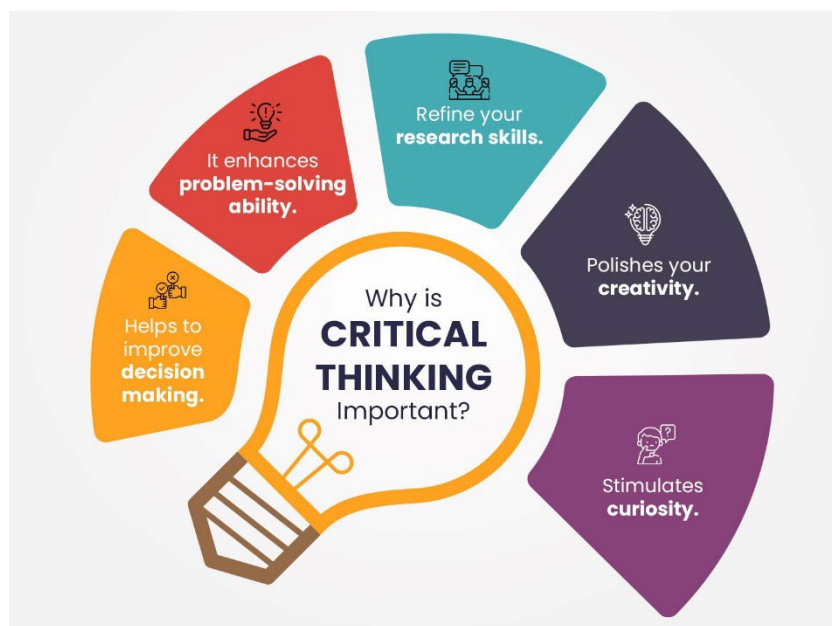 Why is
CRITICAL
THINKING
Important?
Helps to
improve
decision
making.
It enhances
problem-solving
ability.
Refine your
research skills.
Polishes your
creativity.
Stimulates
curiosity.